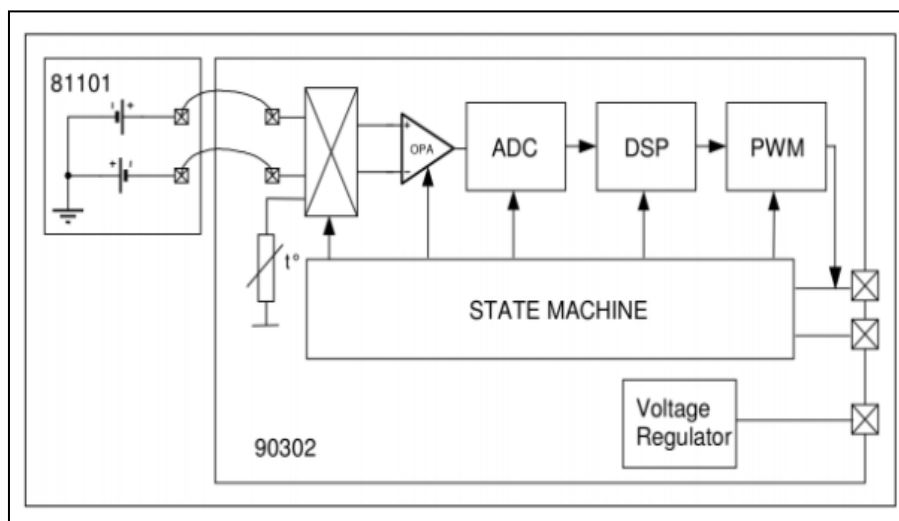 81101
- +
+ -
+
OPA
−
ADC
DSP
PWM
t°
STATE MACHINE
Voltage
Regulator
90302